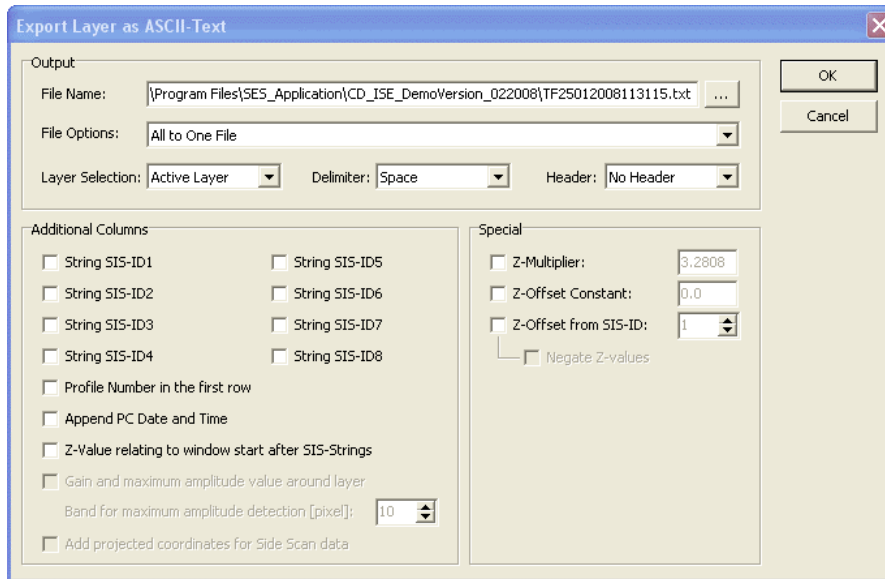 Export Layer as ASCII-Text
Output
File Name: \Program Files\SES_Application\CD_ISE_DemoVersion_022008\TF25012008113115.txt ...
File Options: All to One File
Layer Selection: Active Layer Delimiter: Space Header: No Header
OK
Cancel
Additional Columns
String SIS-ID1 String SIS-ID5
String SIS-ID2 String SIS-ID6
String SIS-ID3 String SIS-ID7
String SIS-ID4 String SIS-ID8
Profile Number in the first row
Append PC Date and Time
Z-Value relating to window start after SIS-Strings
Gain and maximum amplitude value around layer
Band for maximum amplitude detection [pixel]: 10
Add projected coordinates for Side Scan data
Special
Z-Multiplier: 3.2808
Z-Offset Constant: 0.0
Z-Offset from SIS-ID: 1
Negate Z-values